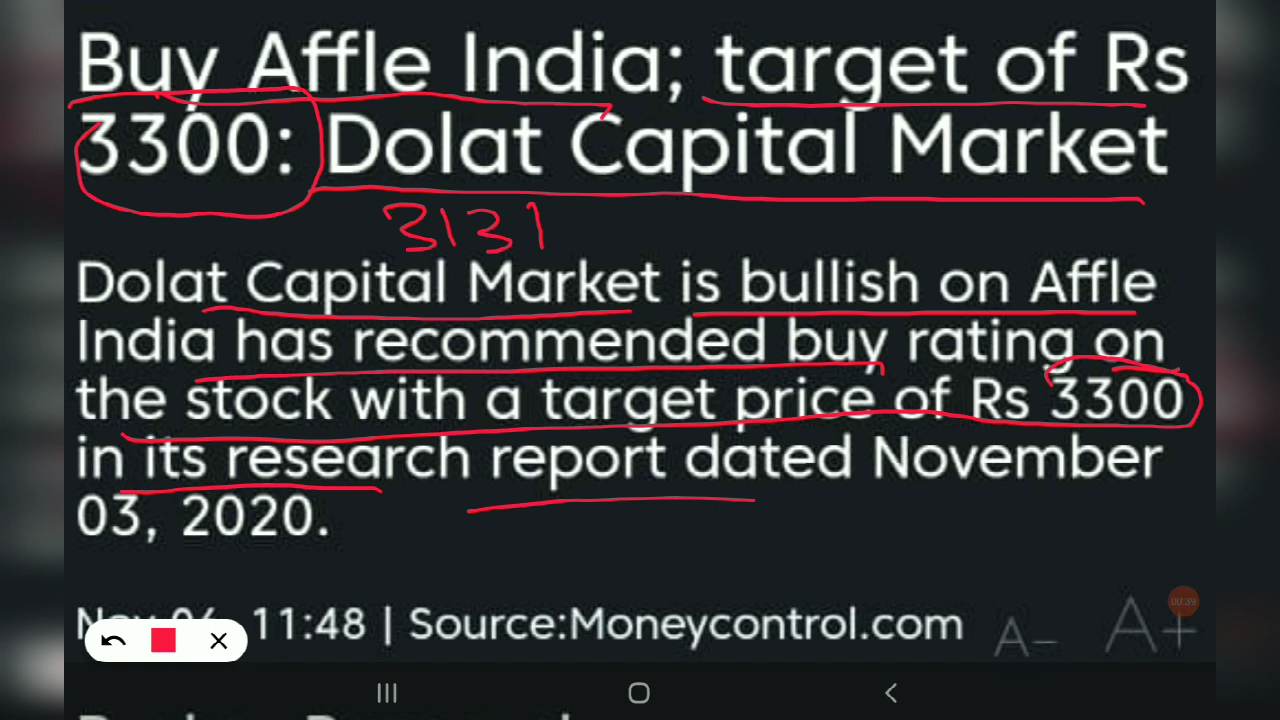 Buy Affle India; target of Rs
3300: Dolat Capital Market
3131
Dolat Capital Market is bullish on Affle
India has recommended buy rating on
the stock with a target price of Rs 3300
in its research report dated November
03, 2020.
11:48 | Source:Moneycontrol.com
A- A+
00:39